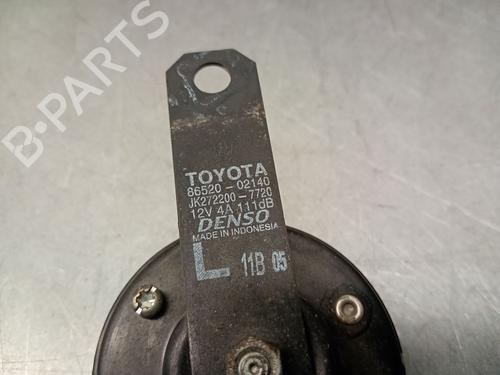 B-PARTS
TOYOTA
86520-02140
JK272200-7720
12V 4A 111dB
DENSO
MADE IN INDONESIA
L 11B 05